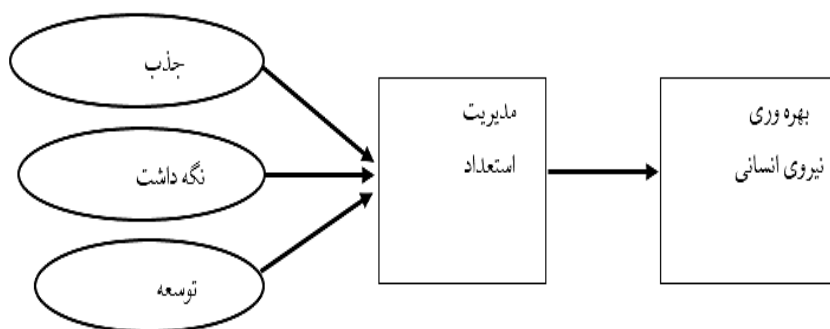 جذب
نگه داشت
توسعه
مدیریت
استعداد
بهره وری
نیروی انسانی